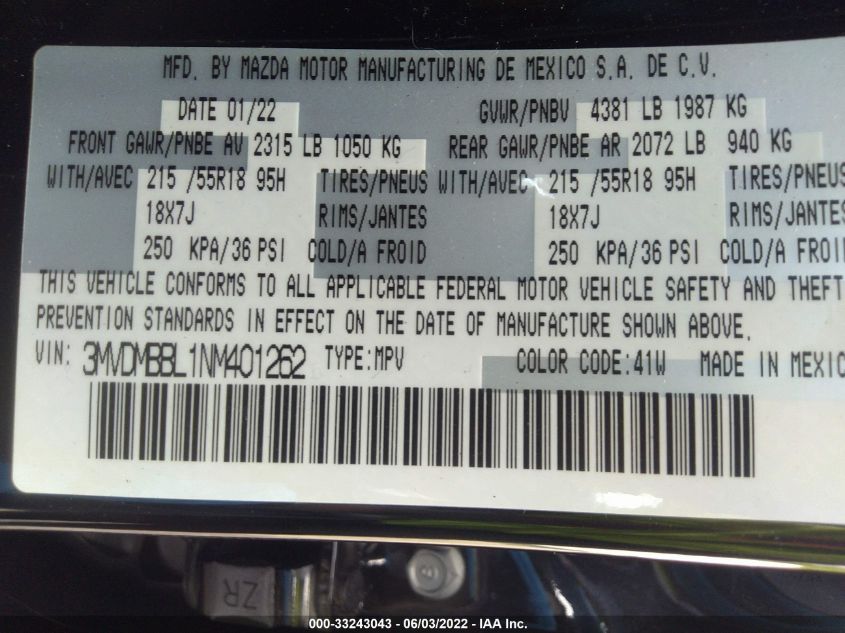 MFD. BY MAZDA MOTOR MANUFACTURING DE MEXICO S.A. DE C.V.
DATE 01/22 GVWR/PNBV 4381 LB 1987 KG
FRONT GAWR/PNBE AV 2315 LB 1050 KG REAR GAWR/PNBE AR 2072 LB 940 KG
WITH/AVEC 215 /55R18 95H TIRES/PNEUS WITH/AVEC 215 /55R18 95H TIRES/PNEUS
18X7J RIMS/JANTES 18X7J RIMS/JANTES
250 KPA/36 PSI COLD/A FROID 250 KPA/36 PSI COLD/A FROI
THIS VEHICLE CONFORMS TO ALL APPLICABLE FEDERAL MOTOR VEHICLE SAFETY AND THEFT
PREVENTION STANDARDS IN EFFECT ON THE DATE OF MANUFACTURE SHOWN ABOVE.
VIN: 3MVDMBBL1NM401262 TYPE:MPV COLOR CODE:41W MADE IN MEXIC
ZR
000-33243043 - 06/03/2022 - IAA Inc.